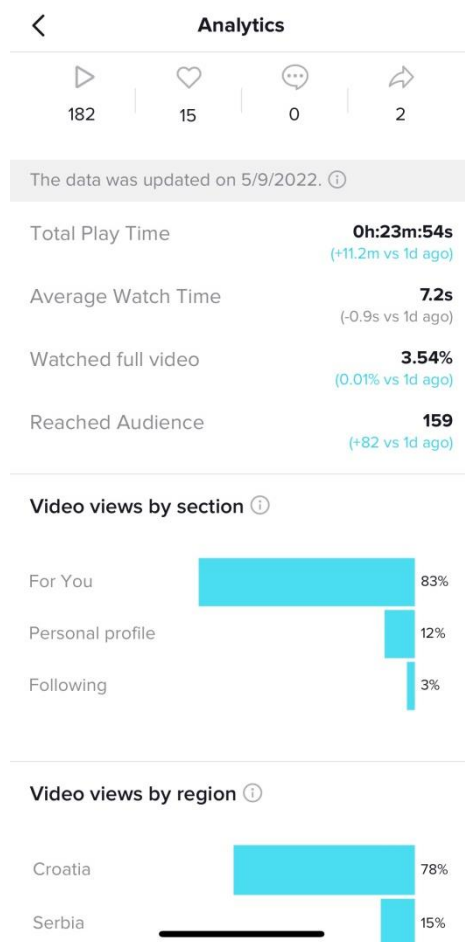 Analytics
182
15
0
2
The data was updated on 5/9/2022.
Total Play Time
0h:23m:54s
(+11.2m vs 1d ago)
Average Watch Time
7.2s
(-0.9s vs 1d ago)
Watched full video
3.54%
(0.01% vs 1d ago)
Reached Audience
159
(+82 vs 1d ago)
Video views by section
For You
83%
Personal profile
12%
Following
3%
Video views by region
Croatia
78%
Serbia
15%